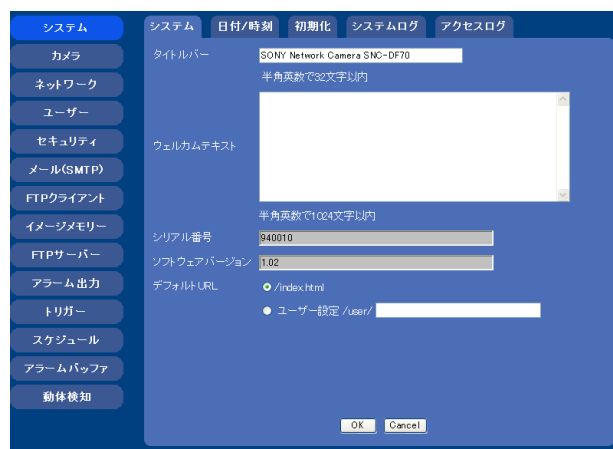 システム
カメラ
ネットワーク
ユーザー
セキュリティ
メール(SMTP)
FTPクライアント
イメージメモリー
FTPサーバー
アラーム出力
トリガー
スケジュール
アラームバッファ
動体検知
システム 日付/時刻 初期化 システムログ アクセスログ
タイトルバー SONY Network Camera SNC-DF70
半角英数で32文字以内
ウェルカムテキスト
半角英数で1024文字以内
シリアル番号 940010
ソフトウェアバージョン 1.02
デフォルトURL /index.html
ユーザー設定 /user/
OK Cancel